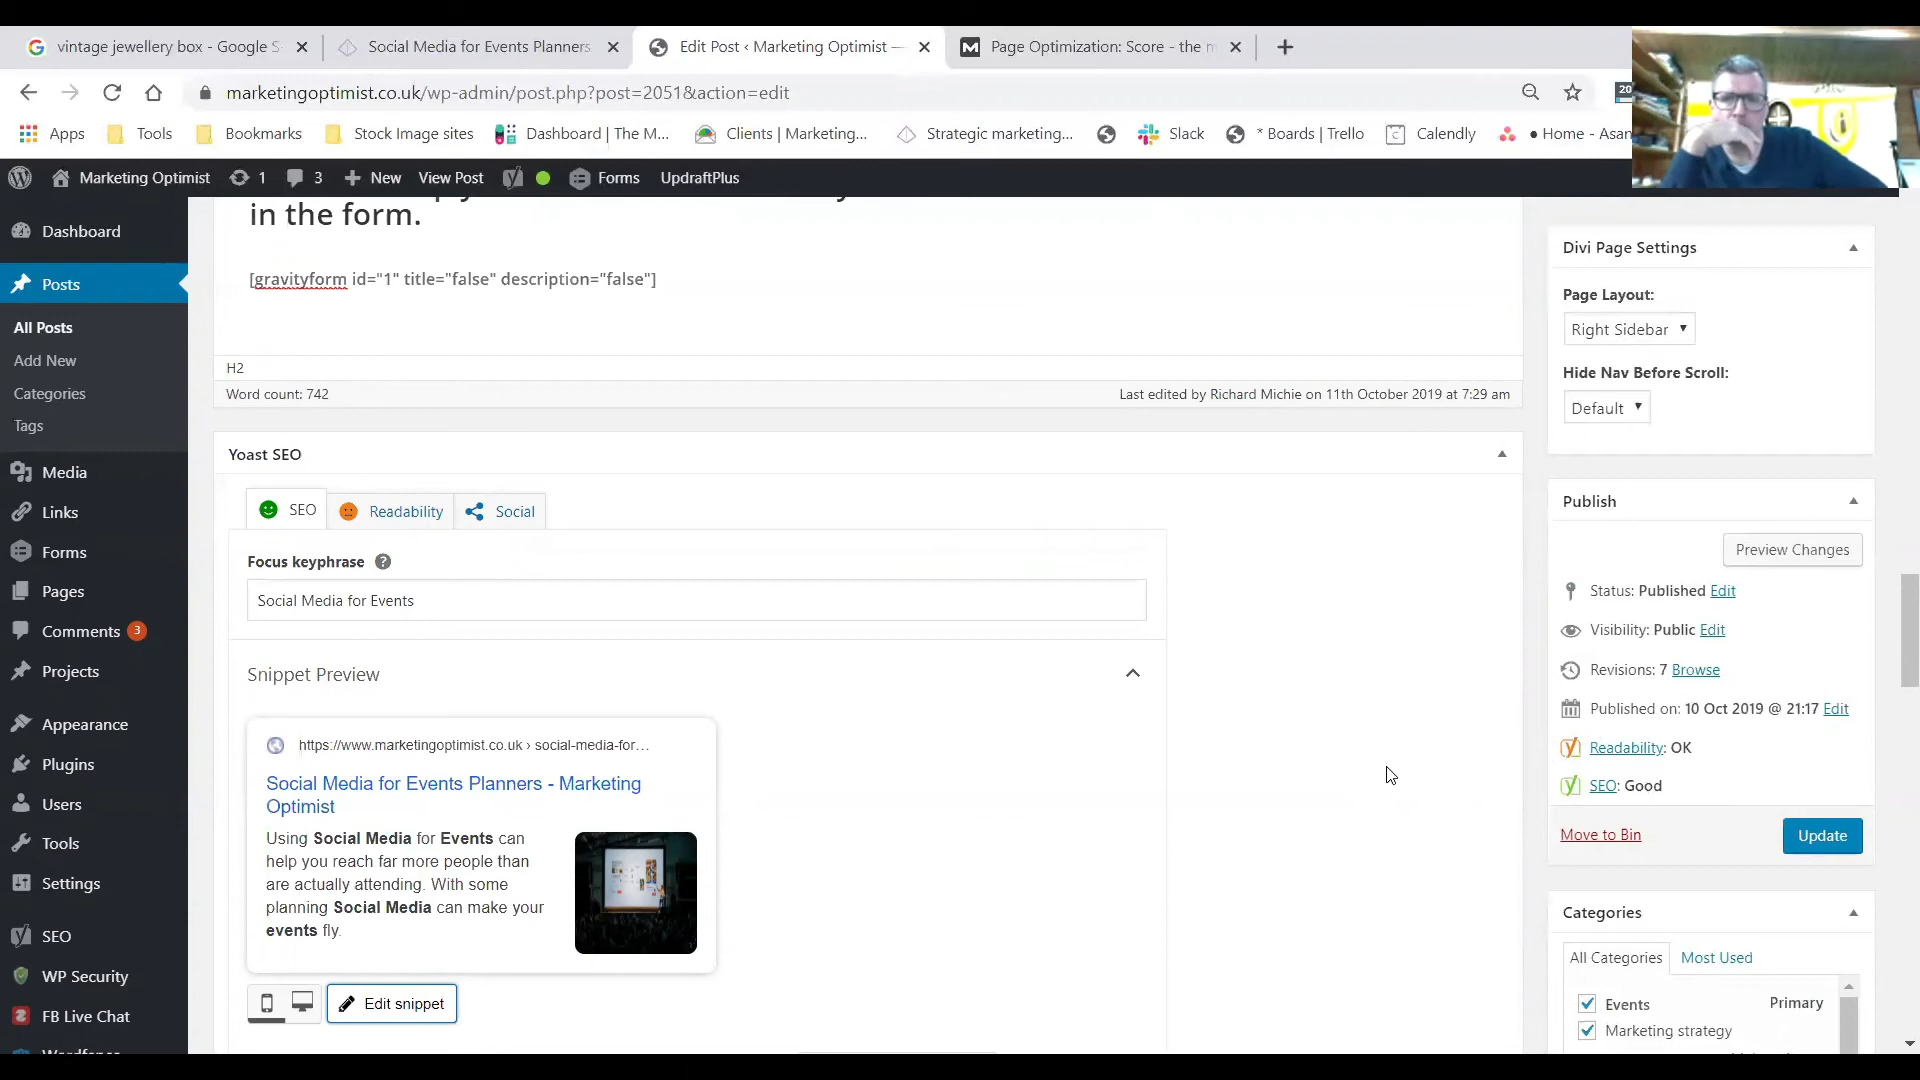 vintage jewellery box - Google S
Social Media for Events Planners
Edit Post ‹ Marketing Optimist —
Page Optimization: Score - the m
marketingoptimist.co.uk/wp-admin/post.php?post=2051&action=edit
20
Apps
Tools
Bookmarks
Stock Image sites
Dashboard | The M...
Clients | Marketing...
Strategic marketing...
Slack
* Boards | Trello
Calendly
● Home - Asan
Marketing Optimist
1
3
New
View Post
Forms
UpdraftPlus
Dashboard
Posts
All Posts
Add New
Categories
Tags
Media
Links
Forms
Pages
Comments 3
Projects
Appearance
Plugins
Users
Tools
Settings
SEO
WP Security
FB Live Chat
in the form.
[gravityform id="1" title="false" description="false"]
H2
Word count: 742
Last edited by Richard Michie on 11th October 2019 at 7:29 am
Yoast SEO
SEO
Readability
Social
Focus keyphrase ?
Social Media for Events
Snippet Preview
https://www.marketingoptimist.co.uk › social-media-for…
Social Media for Events Planners - Marketing
Optimist
Using Social Media for Events can
help you reach far more people than
are actually attending. With some
planning Social Media can make your
events fly.
Edit snippet
Divi Page Settings
Page Layout:
Right Sidebar
Hide Nav Before Scroll:
Default
Publish
Preview Changes
Status: Published Edit
Visibility: Public Edit
Revisions: 7 Browse
Published on: 10 Oct 2019 @ 21:17 Edit
Readability: OK
SEO: Good
Move to Bin
Update
Categories
All Categories
Most Used
Events
Primary
Marketing strategy